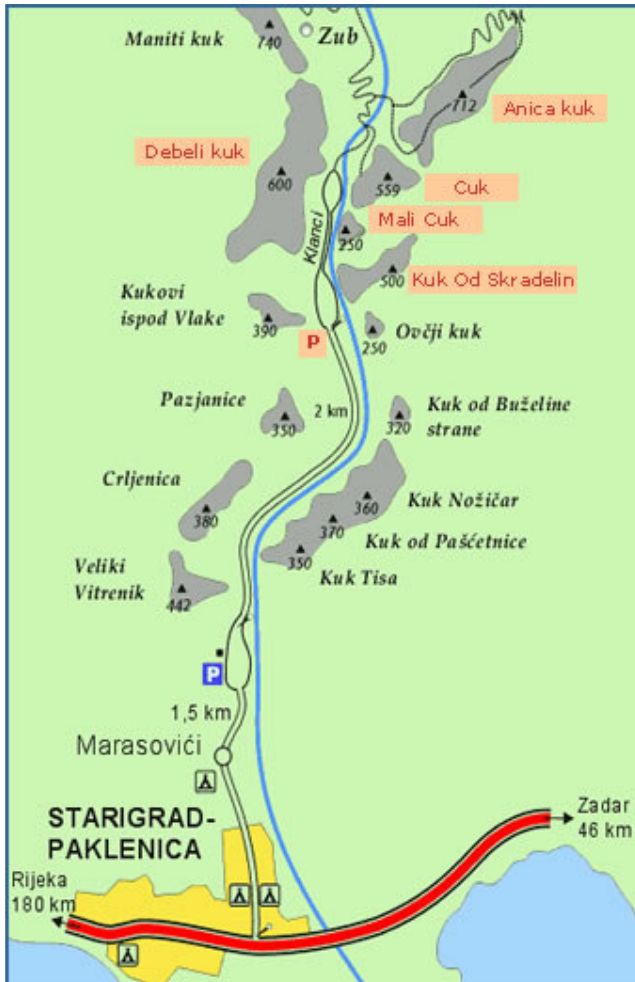 Maniti kuk
740
Zub
712
Anica kuk
Debeli kuk
600
559
Cuk
Klanci
250
Mali Cuk
500
Kuk Od Skradelin
Kukovi
ispod Vlake
390
P
250
Ovčji kuk
Pazjanice
350
2 km
320
Kuk od Buželine
strane
Crljenica
380
360
Kuk Nožičar
370
Kuk od Pašćetnice
350
Kuk Tisa
Veliki
Vitrenik
442
P
1,5 km
Marasovići
STARIGRAD-
PAKLENICA
Zadar
46 km
Rijeka
180 km